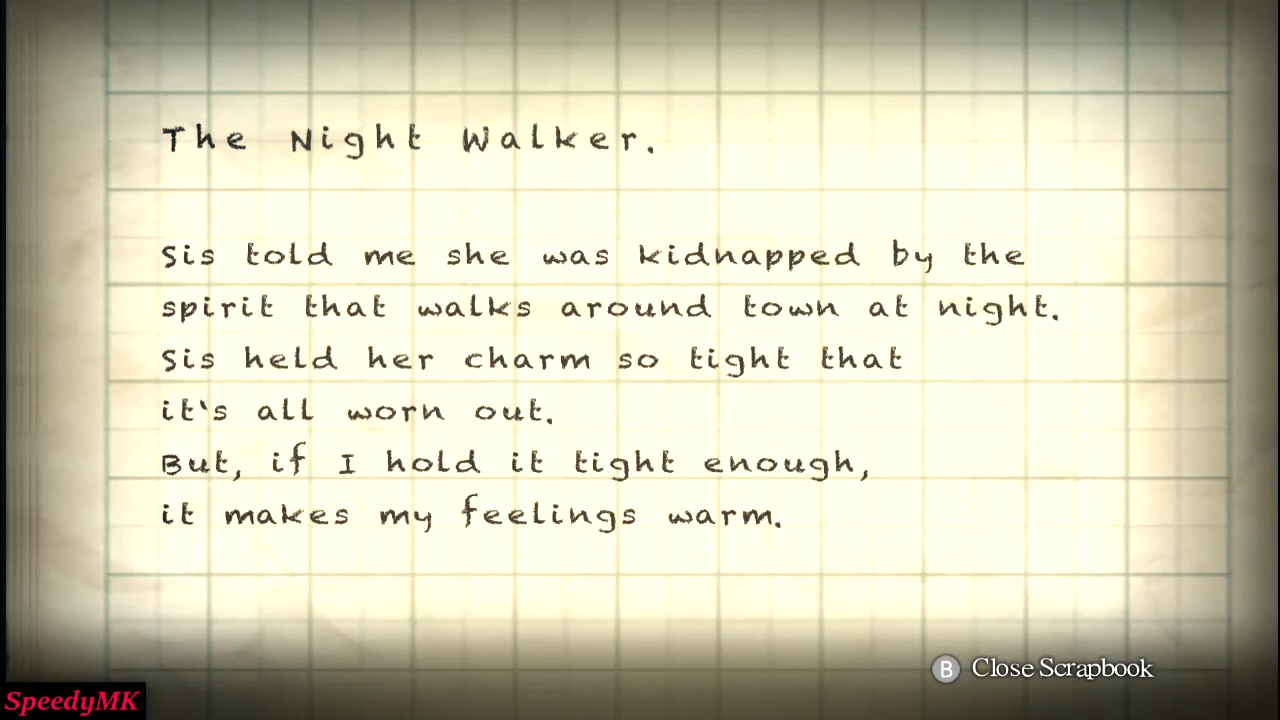 The Night Walker.
Sis told me she was kidnapped by the
spirit that walks around town at night.
Sis held her charm so tight that
it's all worn out.
But, if I hold it tight enough,
it makes my feelings warm.
B Close Scrapbook
SpeedyMK